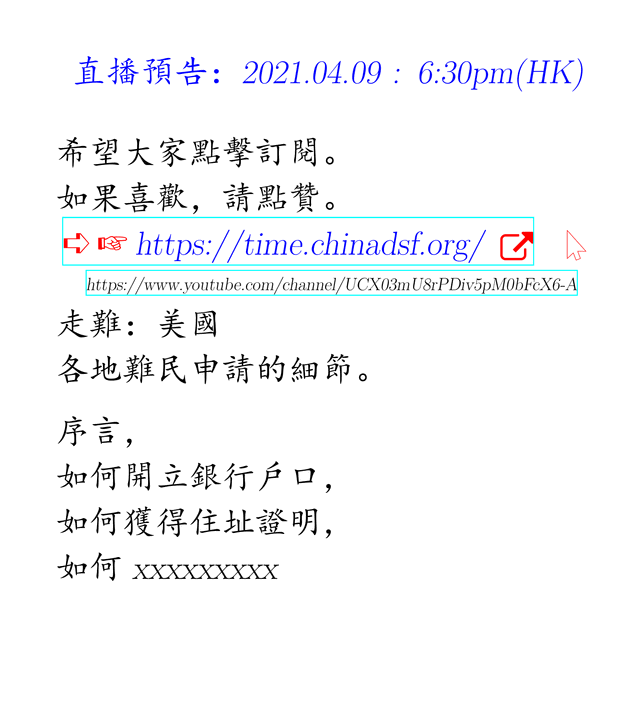 直播預告：2021.04.09 : 6:30pm(HK)
希望大家點擊訂閱。
如果喜歡，請點贊。
https://time.chinadsf.org/
https://www.youtube.com/channel/UCX03mU8rPDiv5pM0bFcX6-A
走難：美國
各地難民申請的細節。
序言，
如何開立銀行戶口，
如何獲得住址證明，
如何 xxxxxxxxx